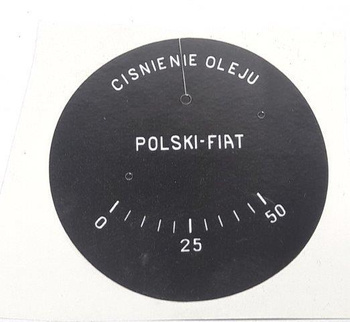 CISNIENIE OLEJU
POLSKI-FIAT
0 25 50